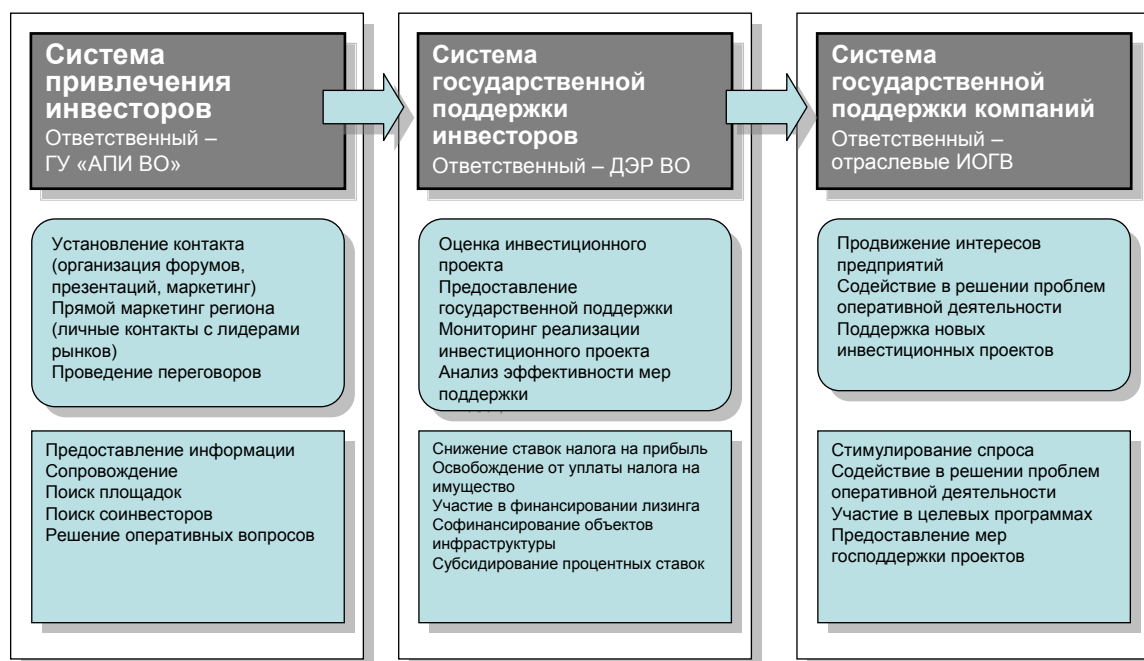 Система
привлечения
инвесторов
Ответственный –
ГУ «АПИ ВО»
Установление контакта
(организация форумов,
презентаций, маркетинг)
Прямой маркетинг региона
(личные контакты с лидерами
рынков)
Проведение переговоров
Предоставление информации
Сопровождение
Поиск площадок
Поиск соинвесторов
Решение оперативных вопросов
Система
государственной
поддержки
инвесторов
Ответственный – ДЭР ВО
Оценка инвестиционного
проекта
Предоставление
государственной поддержки
Мониторинг реализации
инвестиционного проекта
Анализ эффективности мер
поддержки
Снижение ставок налога на прибыль
Освобождение от уплаты налога на
имущество
Участие в финансировании лизинга
Софинансирование объектов
инфраструктуры
Субсидирование процентных ставок
Система
государственной
поддержки компаний
Ответственный –
отраслевые ИОГВ
Продвижение интересов
предприятий
Содействие в решении проблем
оперативной деятельности
Поддержка новых
инвестиционных проектов
Стимулирование спроса
Содействие в решении проблем
оперативной деятельности
Участие в целевых программах
Предоставление мер
господдержки проектов